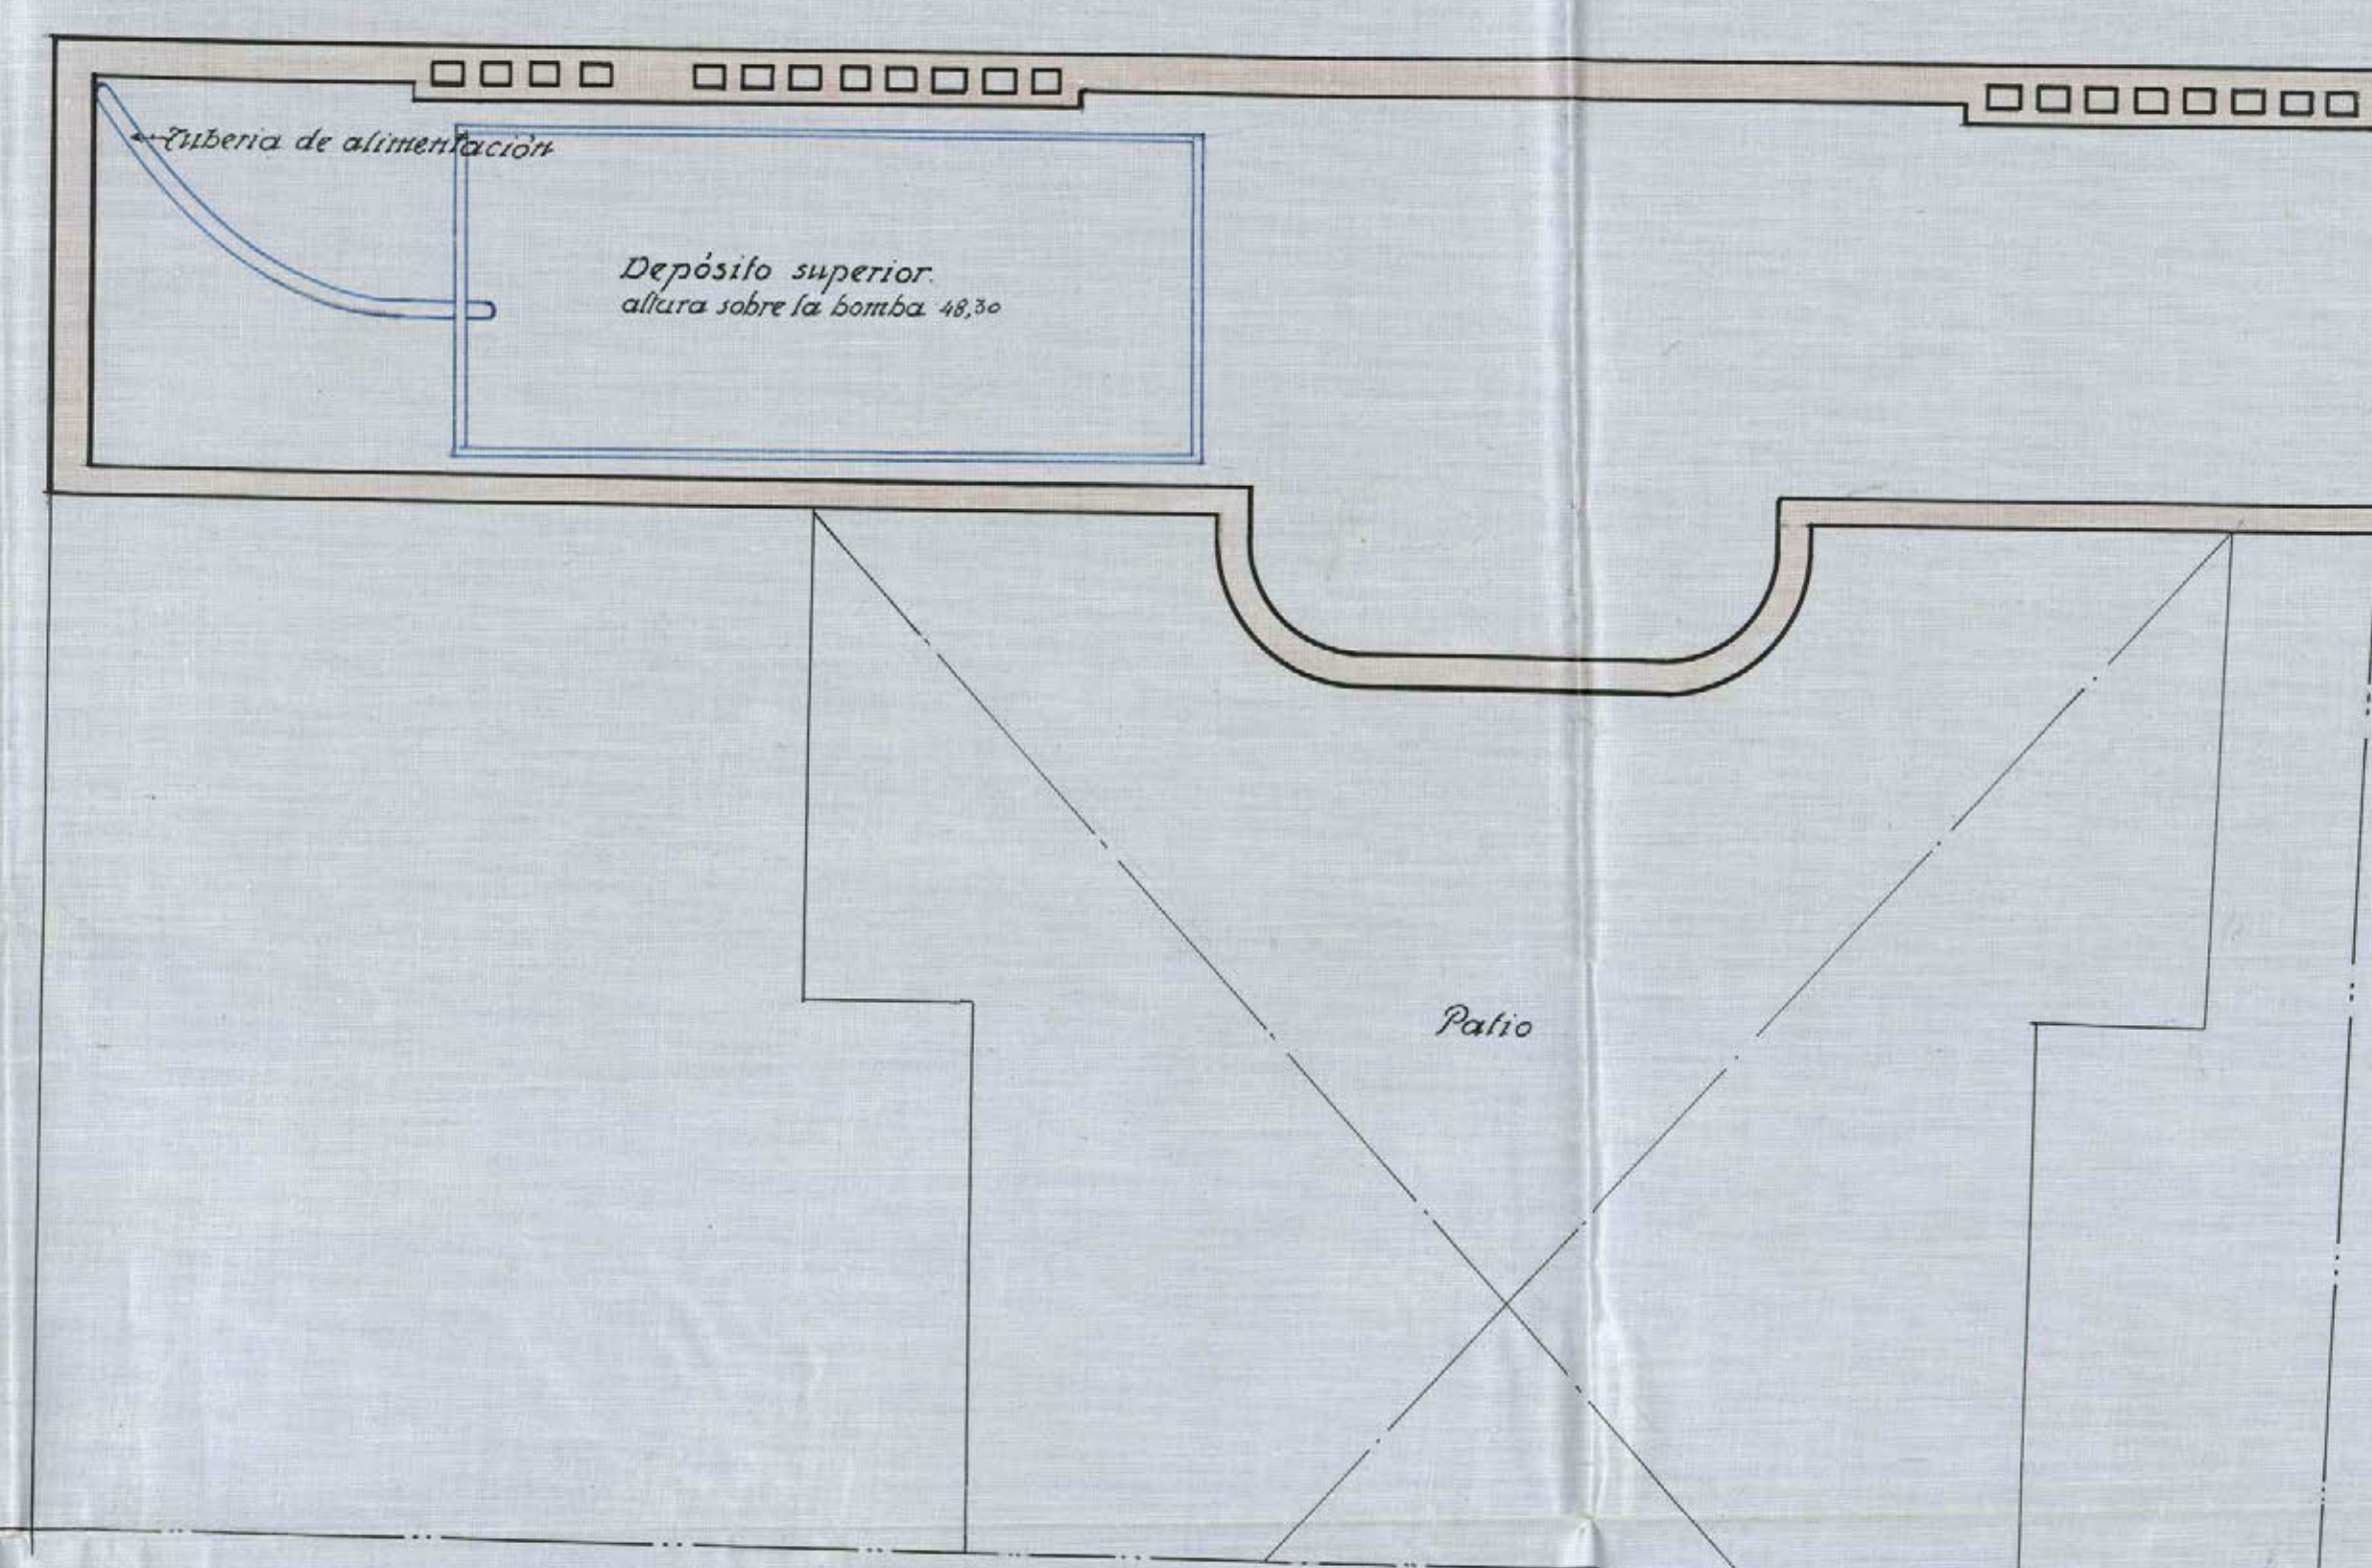 Tuberia de alimentación
Depósito superior.
altura sobre la bomba 48,30
Patio